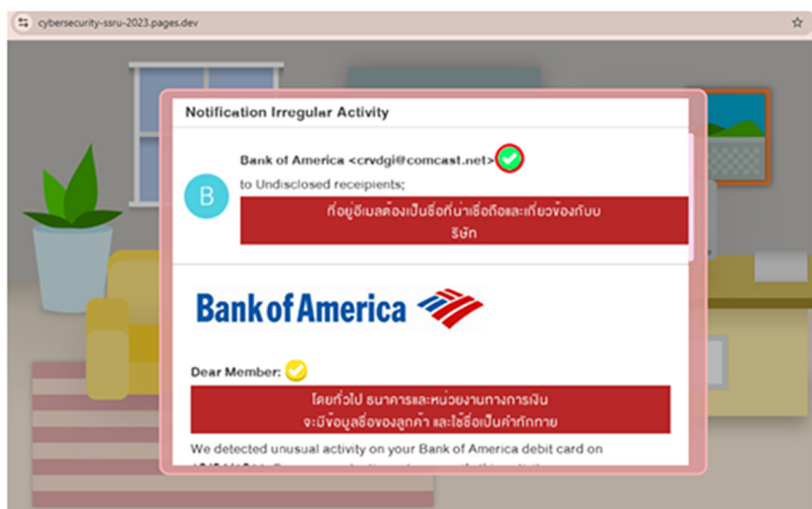 cybersecurity-ssru-2023.pages.dev
Notification Irregular Activity
Bank of America <crvdgi@comcast.net>
B
to Undisclosed receipients;
ที่อยู่อีเมลต้องเป็นชื่อที่น่าเชื่อถือและเกี่ยวข้องกับบ
ริษัท
Bank of America
Dear Member:
โดยทั่วไป ธนาคารและหน่วยงานทางการเงิน
จะมีข้อมูลชื่อของลูกค้า และใช้ชื่อเป็นคำทักทาย
We detected unusual activity on your Bank of America debit card on